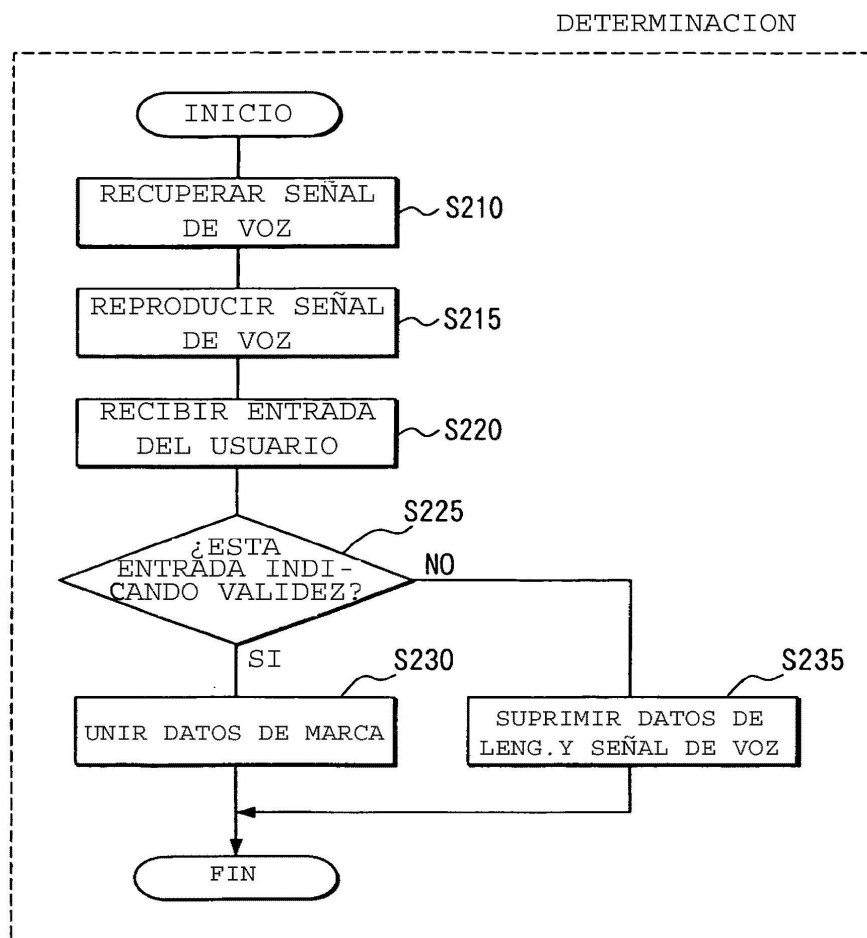 DETERMINACION
INICIO
RECUPERAR SEÑAL
DE VOZ
S210
REPRODUCIR SEÑAL
DE VOZ
S215
RECIBIR ENTRADA
DEL USUARIO
S220
S225
¿ESTA
ENTRADA INDI-
CANDO VALIDEZ?
NO
SI
S230
UNIR DATOS DE MARCA
S235
SUPRIMIR DATOS DE
LENG.Y SEÑAL DE VOZ
FIN